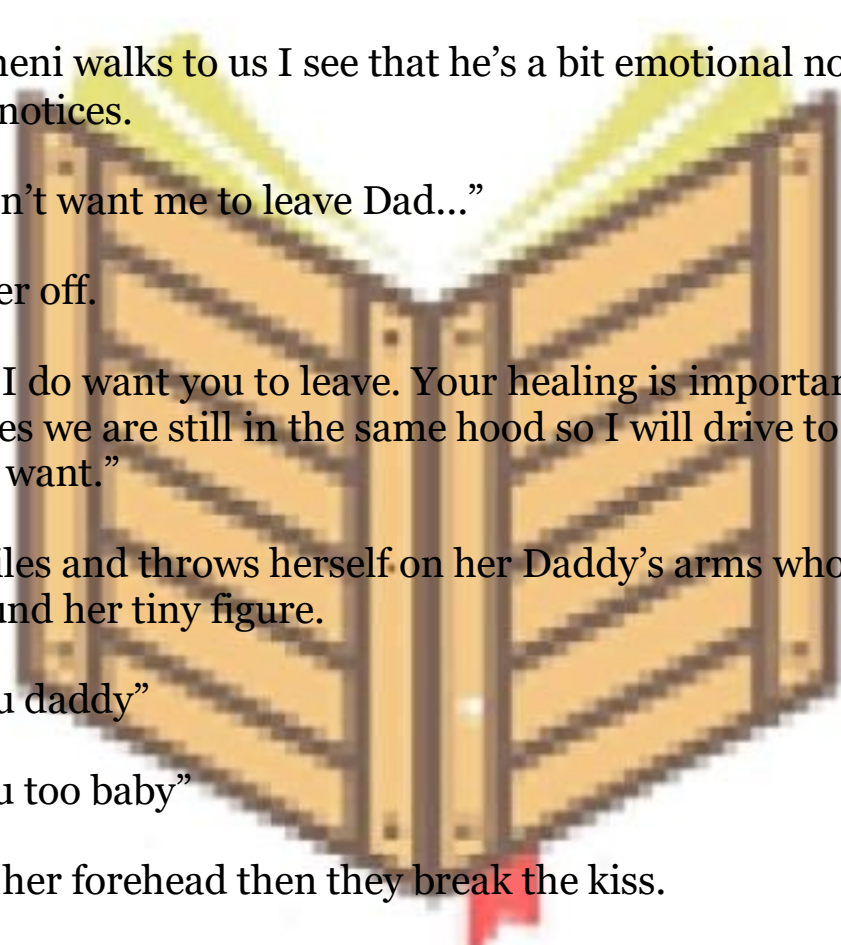 neni walks to us I see that he’s a bit emotional no
notices.
n’t want me to leave Dad...”
er off.
I do want you to leave. Your healing is importan
es we are still in the same hood so I will drive to
want.”
iles and throws herself on her Daddy’s arms who
und her tiny figure.
u daddy”
u too baby”
her forehead then they break the kiss.